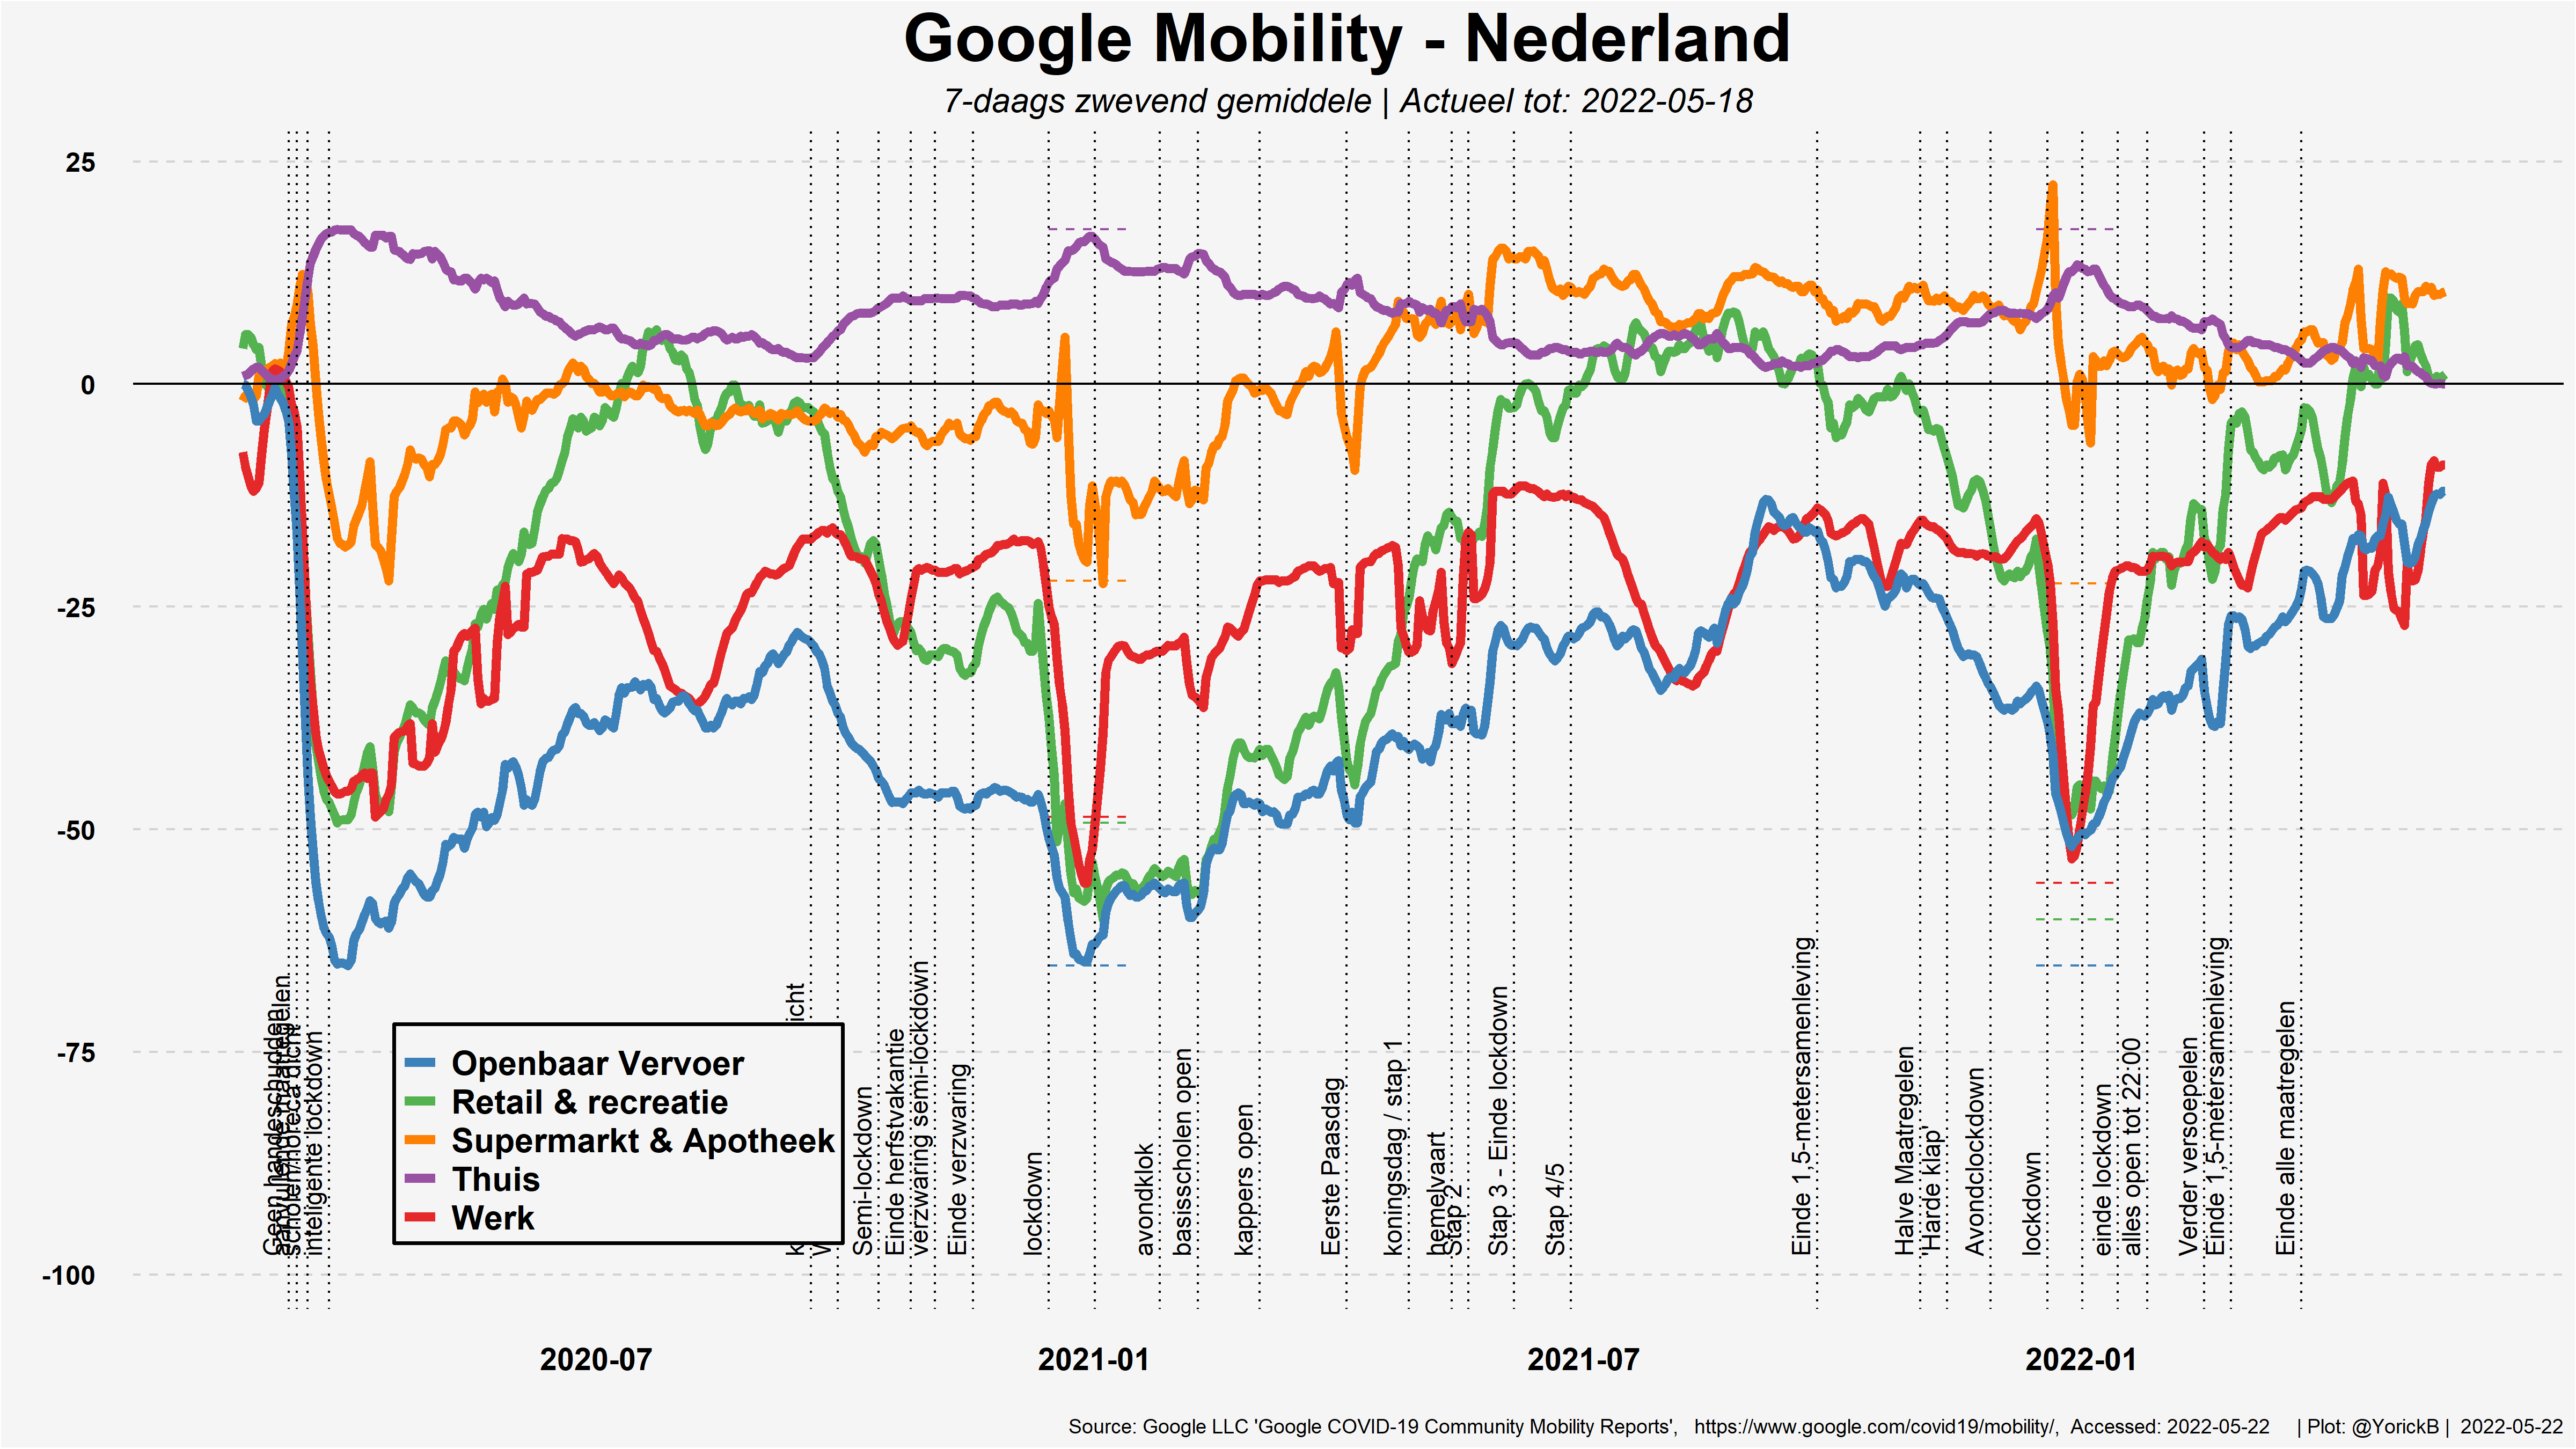 Google Mobility - Nederland
7-daags zwevend gemiddele | Actueel tot: 2022-05-18
25
0
-25
-50
-75
-100
inteligente lockdown
Semi-lockdown
Einde herfstvakantie
verzwaring semi-lockdown
Einde verzwaring
lockdown
avondklok
basisscholen open
kappers open
Eerste Paasdag
koningsdag / stap 1
hemelvaart
Stap 2
Stap 3 - Einde lockdown
Stap 4/5
Einde 1,5-metersamenleving
Halve Maatregelen
'Harde klap'
Avondclockdown
lockdown
einde lockdown
alles open tot 22:00
Verder versoepelen
Einde 1,5-metersamenleving
Einde alle maatregelen
Openbaar Vervoer
Retail & recreatie
Supermarkt & Apotheek
Thuis
Werk
2020-07
2021-01
2021-07
2022-01
Source: Google LLC 'Google COVID-19 Community Mobility Reports', https://www.google.com/covid19/mobility/, Accessed: 2022-05-22 | Plot: @YorickB | 2022-05-22